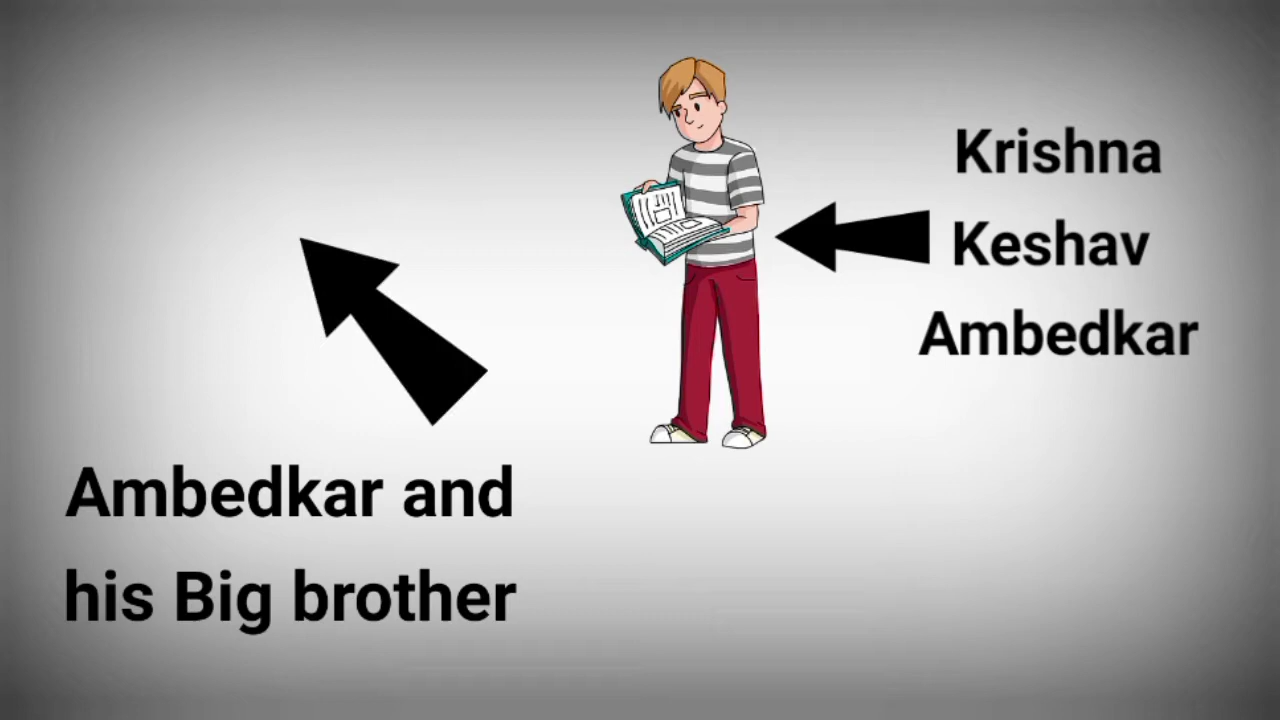 Krishna
Keshav
Ambedkar
Ambedkar and
his Big brother